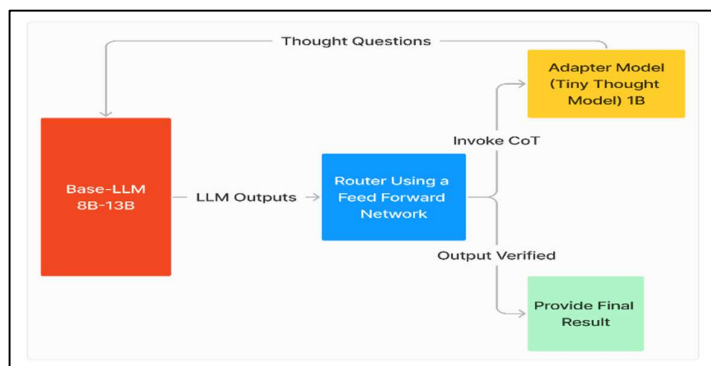 Thought Questions
Adapter Model
(Tiny Thought
Model) 1B
Invoke CoT
Base-LLM
8B-13B
LLM Outputs
Router Using a
Feed Forward
Network
Output Verified
Provide Final
Result